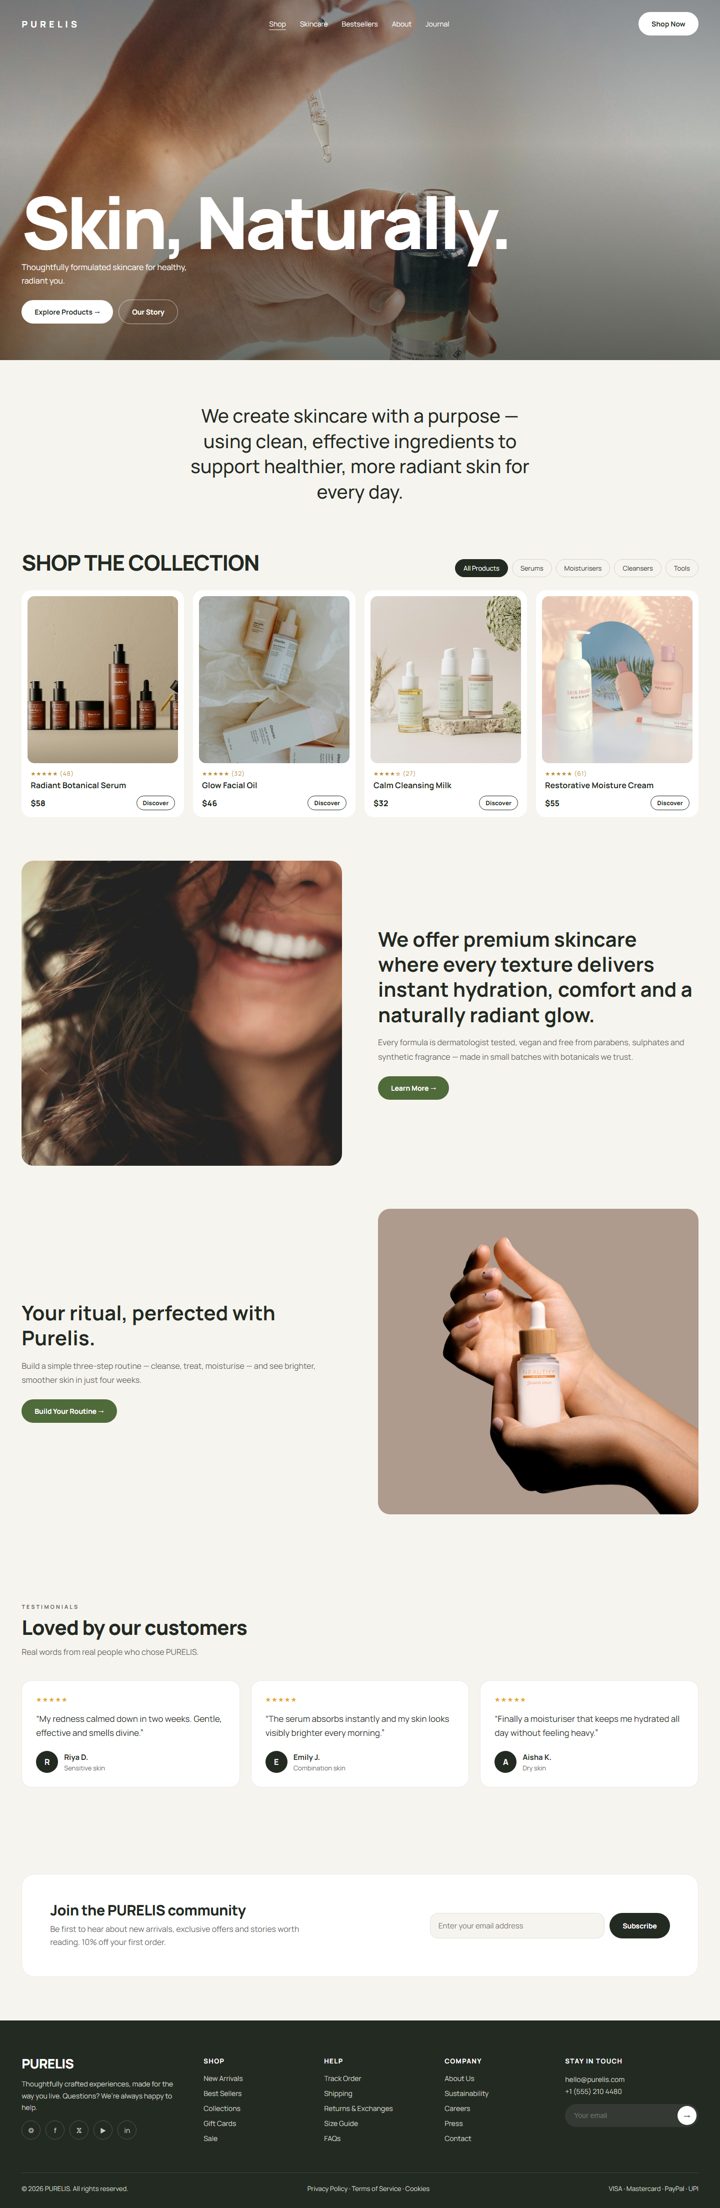 PURELIS
Shop Skincare Bestsellers About Journal
Shop Now
Skin, Naturally.
Thoughtfully formulated skincare for healthy,
radiant you.
Explore Products →
Our Story
We create skincare with a purpose —
using clean, effective ingredients to
support healthier, more radiant skin for
every day.
SHOP THE COLLECTION
All Products Serums Moisturisers Cleansers Tools
★★★★★ (48)
Radiant Botanical Serum
$58
Discover
★★★★★ (32)
Glow Facial Oil
$46
Discover
★★★★☆ (27)
Calm Cleansing Milk
$32
Discover
★★★★★ (61)
Restorative Moisture Cream
$55
Discover
We offer premium skincare
where every texture delivers
instant hydration, comfort and a
naturally radiant glow.
Every formula is dermatologist tested, vegan and free from parabens, sulphates and
synthetic fragrance — made in small batches with botanicals we trust.
Learn More →
Your ritual, perfected with
Purelis.
Build a simple three-step routine — cleanse, treat, moisturise — and see brighter,
smoother skin in just four weeks.
Build Your Routine →
TESTIMONIALS
Loved by our customers
Real words from real people who chose PURELIS.
★★★★★
"My redness calmed down in two weeks. Gentle,
effective and smells divine."
R
Riya D.
Sensitive skin
★★★★★
"The serum absorbs instantly and my skin looks
visibly brighter every morning."
E
Emily J.
Combination skin
★★★★★
"Finally a moisturiser that keeps me hydrated all
day without feeling heavy."
A
Aisha K.
Dry skin
Join the PURELIS community
Be first to hear about new arrivals, exclusive offers and stories worth
reading. 10% off your first order.
Enter your email address
Subscribe
PURELIS
Thoughtfully crafted experiences, made for the
way you live. Questions? We're always happy to
help.
f 𝕏 ▶ in
SHOP
New Arrivals
Best Sellers
Collections
Gift Cards
Sale
HELP
Track Order
Shipping
Returns & Exchanges
Size Guide
FAQs
COMPANY
About Us
Sustainability
Careers
Press
Contact
STAY IN TOUCH
hello@purelis.com
+1 (555) 210 4480
Your email
→
© 2026 PURELIS. All rights reserved.
Privacy Policy · Terms of Service · Cookies
VISA · Mastercard · PayPal · UPI